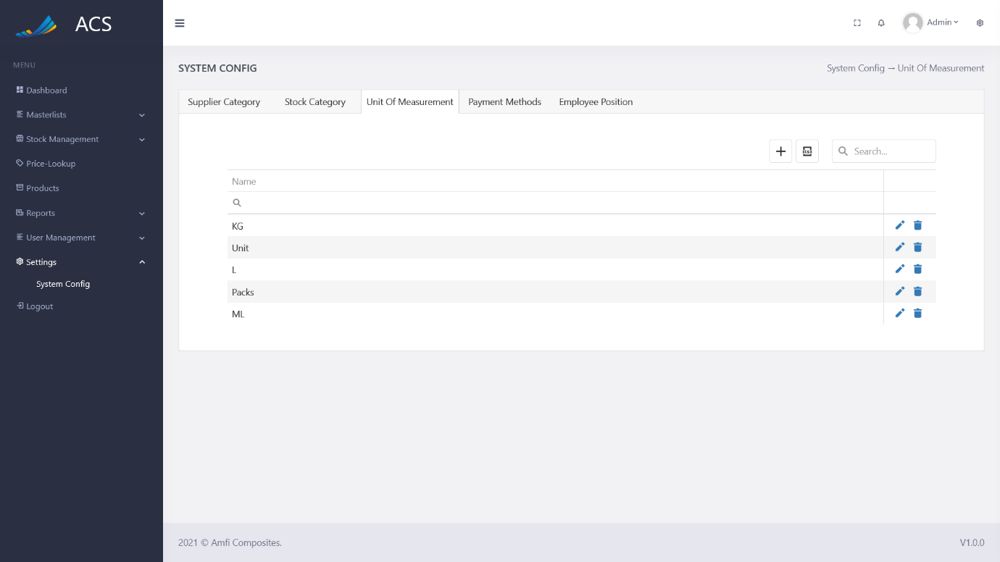 ACS
MENU
Dashboard
Masterlists
Stock Management
Price-Lookup
Products
Reports
User Management
Settings
System Config
Logout
Admin
SYSTEM CONFIG
System Config → Unit Of Measurement
Supplier Category
Stock Category
Unit Of Measurement
Payment Methods
Employee Position
XLSX
Search...
Name
KG
Unit
L
Packs
ML
2021 © Amfi Composites.
V1.0.0